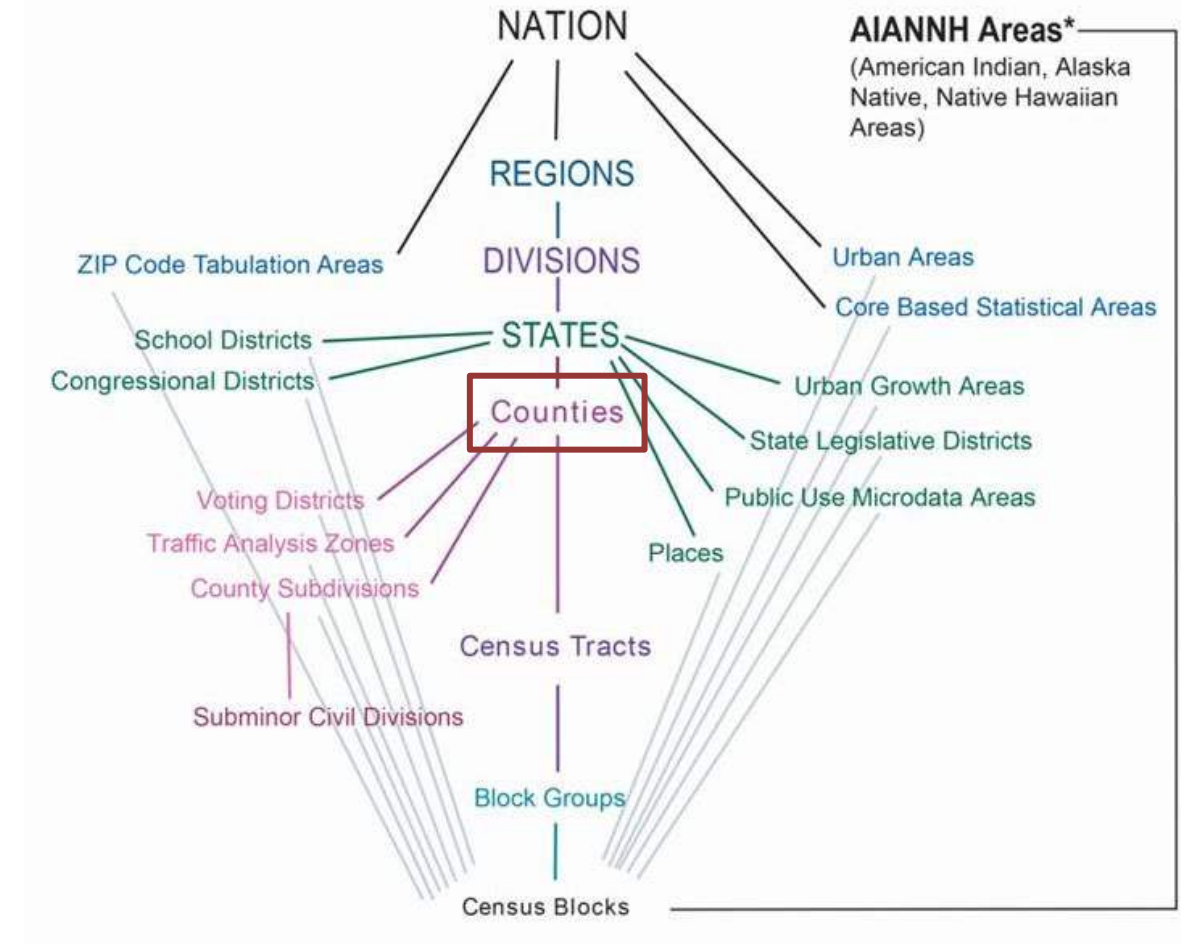 NATION
AIANNH Areas*
(American Indian, Alaska
Native, Native Hawaiian
Areas)
REGIONS
ZIP Code Tabulation Areas
DIVISIONS
Urban Areas
Core Based Statistical Areas
School Districts
STATES
Congressional Districts
Urban Growth Areas
Counties
State Legislative Districts
Voting Districts
Public Use Microdata Areas
Traffic Analysis Zones
Places
County Subdivisions
Census Tracts
Subminor Civil Divisions
Block Groups
Census Blocks